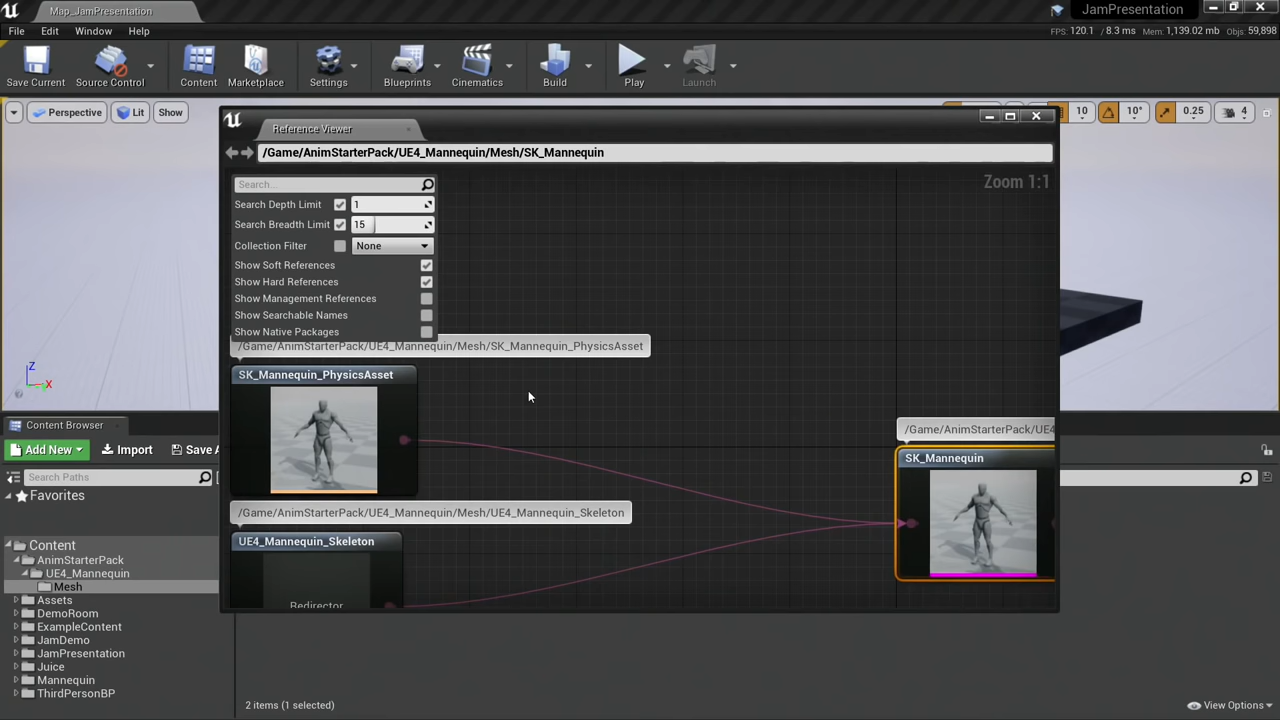 Map_JamPresentation
JamPresentation
File Edit Window Help
FPS: 120.1 / 8.3 ms Mem: 1,139.02 mb Objs: 59,898
Save Current Source Control Content Marketplace Settings Blueprints Cinematics Build Play Launch
Perspective Lit Show
10 10° 0.25 4
Reference Viewer
/Game/AnimStarterPack/UE4_Mannequin/Mesh/SK_Mannequin
Zoom 1:1
Search...
Search Depth Limit 1
Search Breadth Limit 15
Collection Filter None
Show Soft References
Show Hard References
Show Management References
Show Searchable Names
Show Native Packages
/Game/AnimStarterPack/UE4_Mannequin/Mesh/SK_Mannequin_PhysicsAsset
SK_Mannequin_PhysicsAsset
/Game/AnimStarterPack/UE4
SK_Mannequin
/Game/AnimStarterPack/UE4_Mannequin/Mesh/UE4_Mannequin_Skeleton
UE4_Mannequin_Skeleton
Redirector
Z
X
Content Browser
Add New Import Save A
Search Paths
Favorites
Content
AnimStarterPack
UE4_Mannequin
Mesh
Assets
DemoRoom
ExampleContent
JamDemo
JamPresentation
Juice
Mannequin
ThirdPersonBP
2 items (1 selected)
View Options